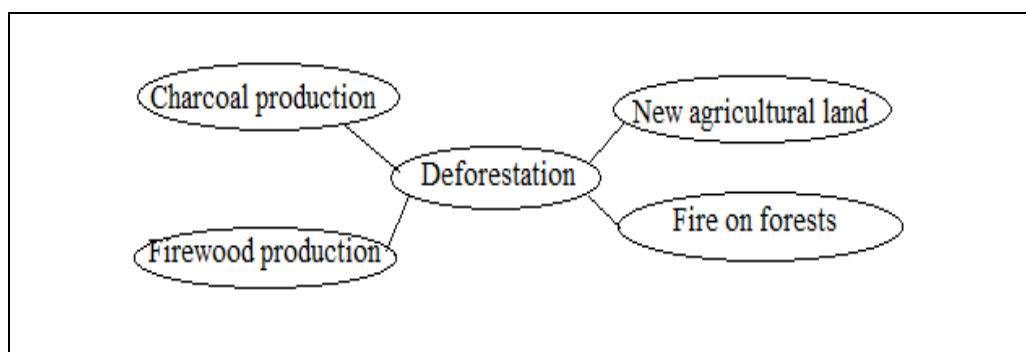 Charcoal production
New agricultural land
Deforestation
Fire on forests
Firewood production